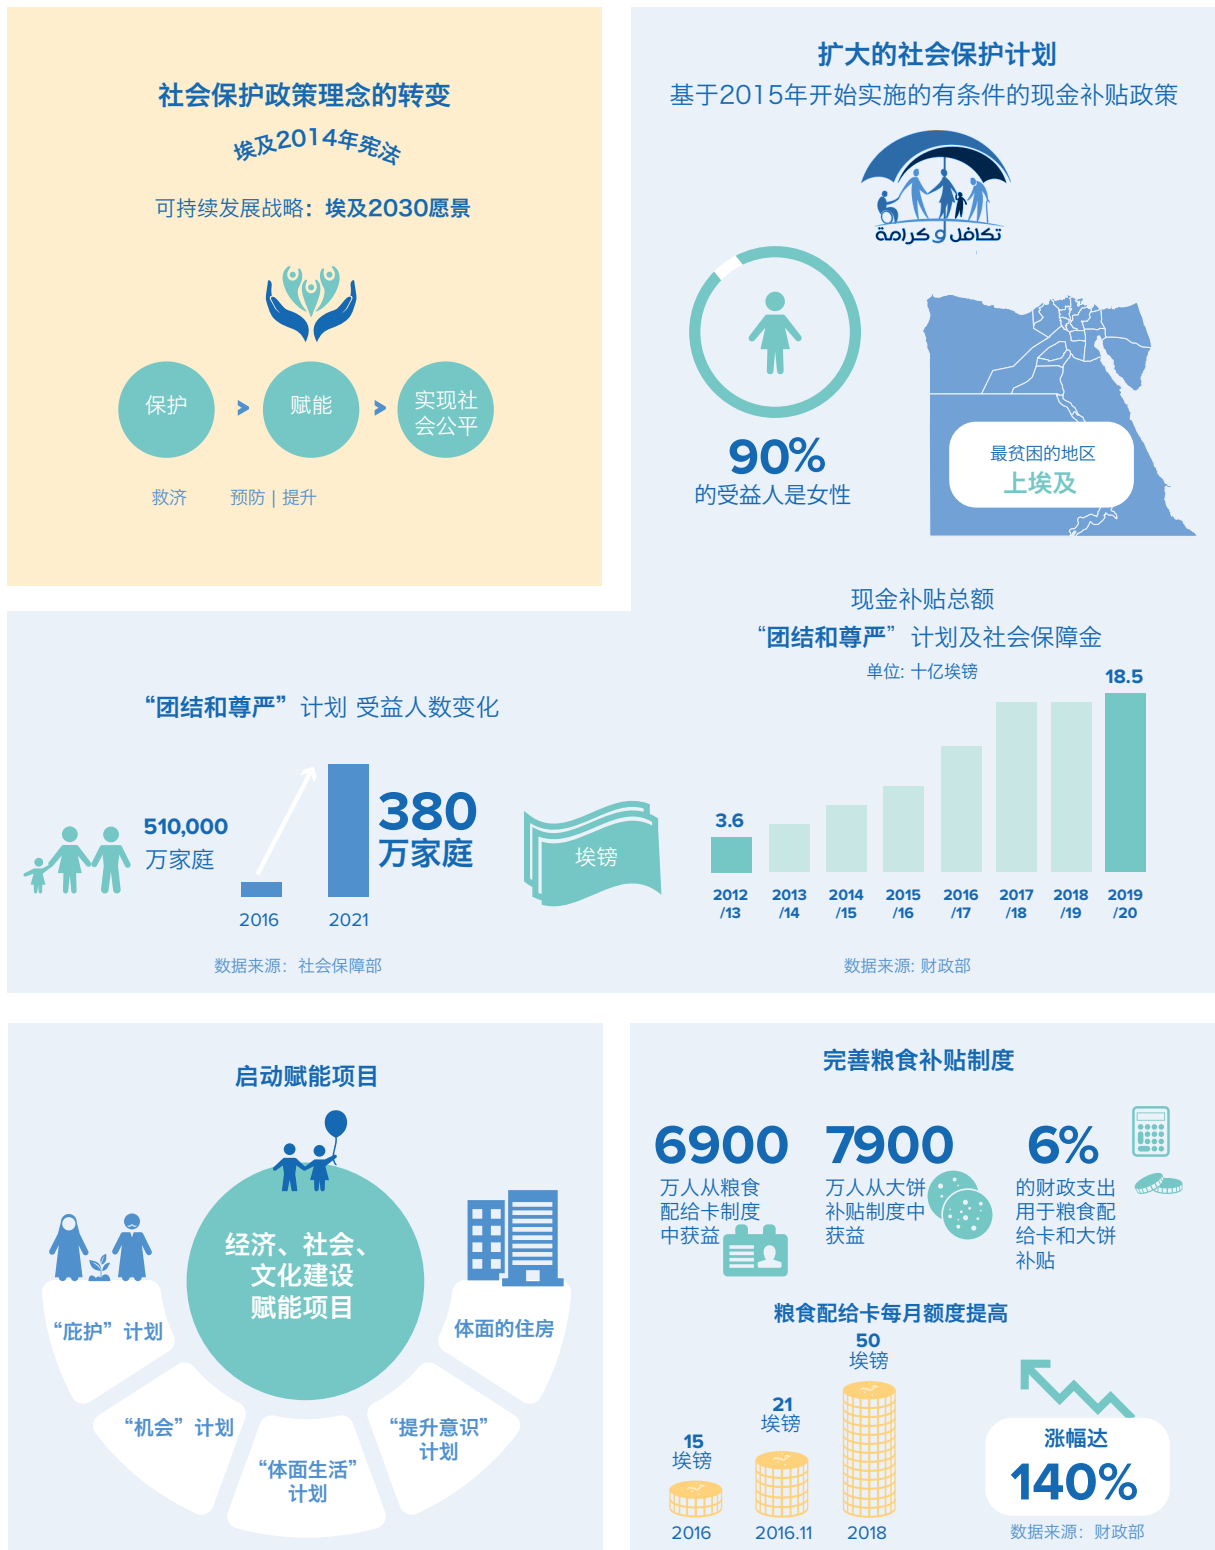 社会保护政策理念的转变
埃及2014年宪法
可持续发展战略：埃及2030愿景
保护
>
赋能
>
实现社
会公平
救济
预防 | 提升
扩大的社会保护计划
基于2015年开始实施的有条件的现金补贴政策
تكافل وكرامة
90%
的受益人是女性
最贫困的地区
上埃及
“团结和尊严”计划 受益人数变化
510,000
万家庭
380
万家庭
2016
2021
数据来源：社会保障部
埃镑
现金补贴总额
“团结和尊严”计划及社会保障金
单位: 十亿埃镑
3.6
18.5
2012
/13
2013
/14
2014
/15
2015
/16
2016
/17
2017
/18
2018
/19
2019
/20
数据来源: 财政部
启动赋能项目
经济、社会、
文化建设
赋能项目
“庇护”计划
“机会”计划
“体面生活”
计划
“提升意识”
计划
体面的住房
完善粮食补贴制度
6900
万人从粮食
配给卡制度
中获益
7900
万人从大饼
补贴制度中
获益
6%
的财政支出
用于粮食配
给卡和大饼
补贴
粮食配给卡每月额度提高
15
埃镑
2016
21
埃镑
2016.11
50
埃镑
2018
涨幅达
140%
数据来源：财政部